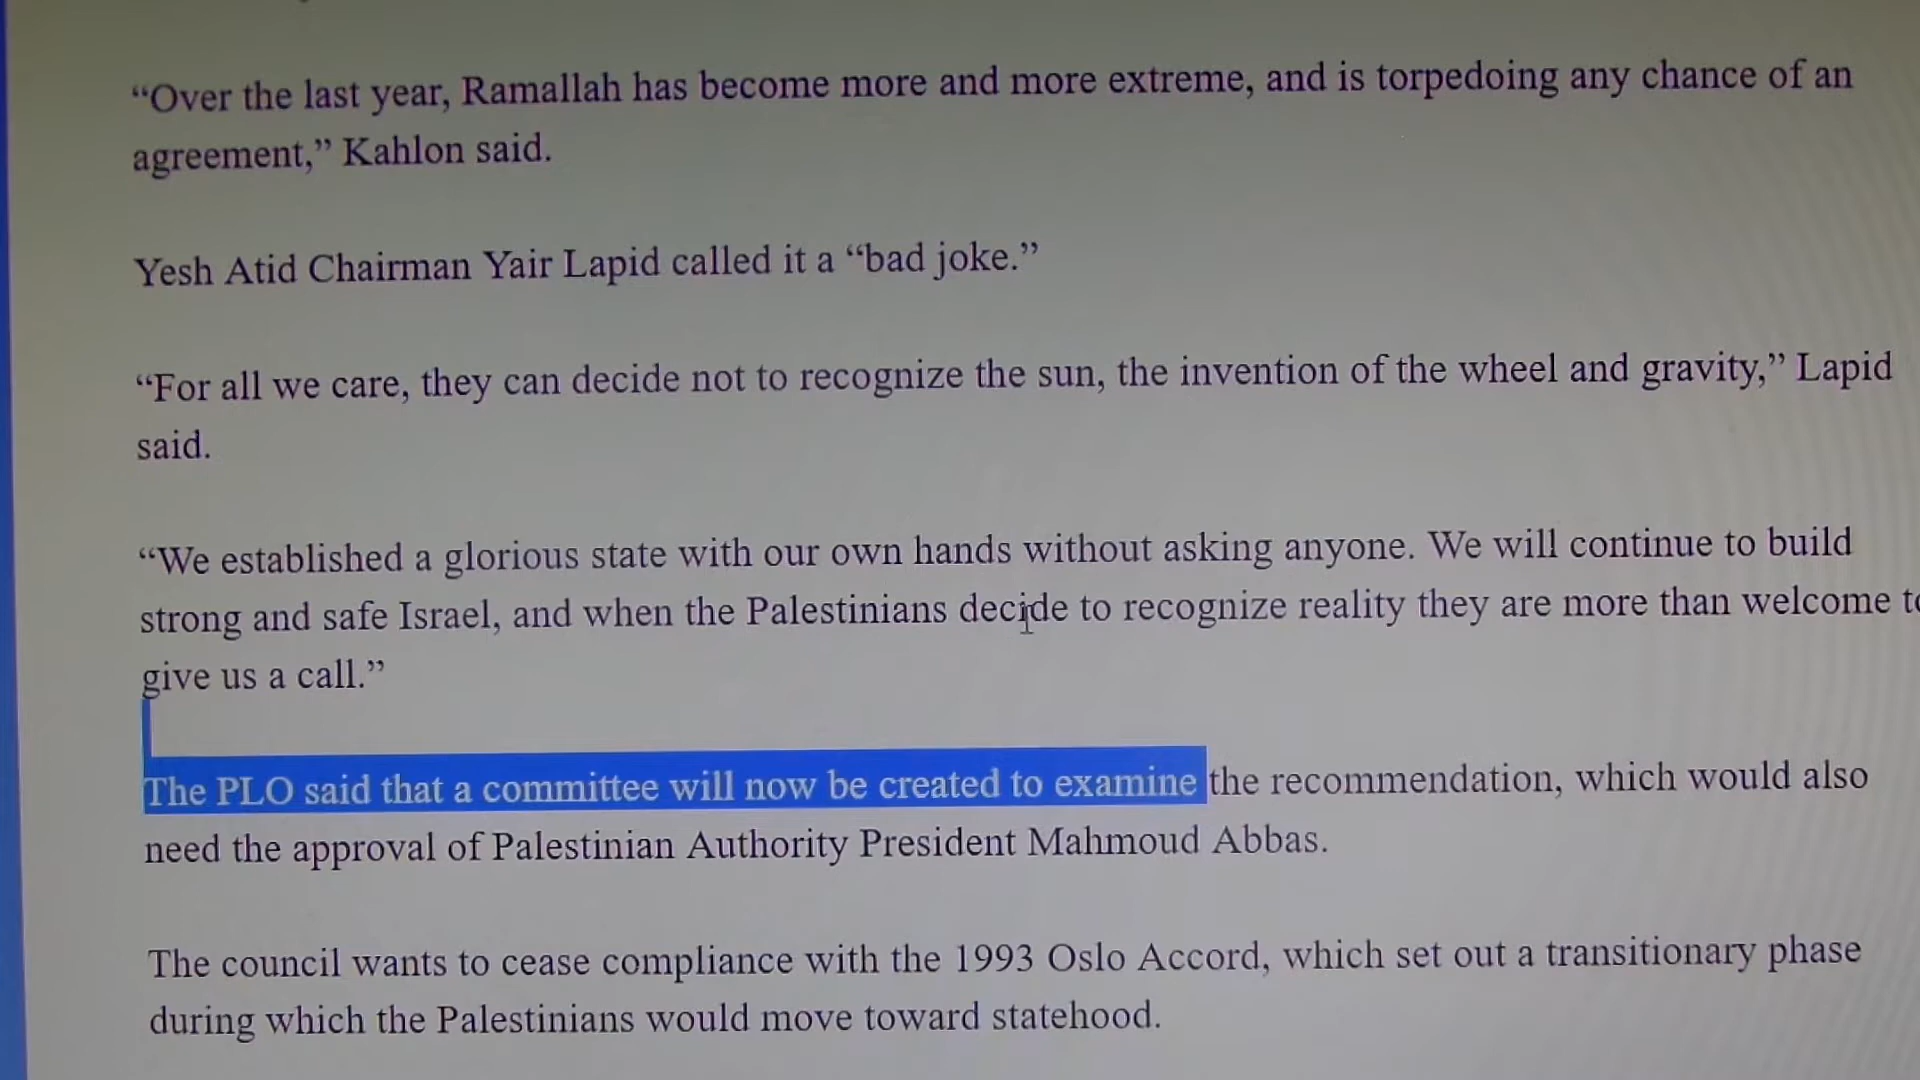 “Over the last year, Ramallah has become more and more extreme, and is torpedoing any chance of an
agreement,” Kahlon said.
Yesh Atid Chairman Yair Lapid called it a “bad joke.”
“For all we care, they can decide not to recognize the sun, the invention of the wheel and gravity,” Lapid
said.
“We established a glorious state with our own hands without asking anyone. We will continue to build
strong and safe Israel, and when the Palestinians decide to recognize reality they are more than welcome to
give us a call.”
The PLO said that a committee will now be created to examine the recommendation, which would also
need the approval of Palestinian Authority President Mahmoud Abbas.
The council wants to cease compliance with the 1993 Oslo Accord, which set out a transitionary phase
during which the Palestinians would move toward statehood.